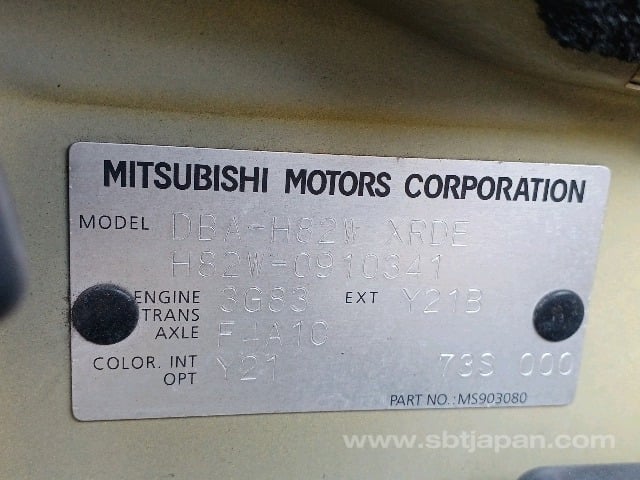 MITSUBISHI MOTORS CORPORATION
MODEL DBA-H82W XRDE
H82W-0910341
ENGINE 3G83 EXT Y21B
TRANS
AXLE F4A1C
COLOR. INT Y21 73S 000
OPT
PART NO.:MS903080
www.sbtjapan.com